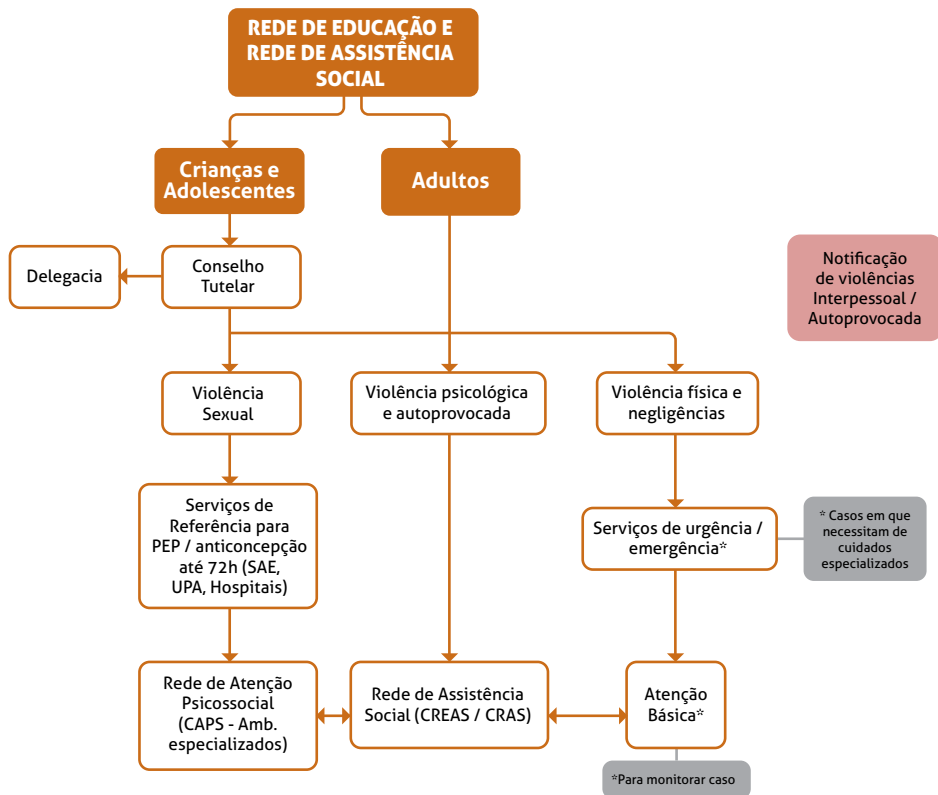 REDE DE EDUCAÇÃO E
REDE DE ASSISTÊNCIA
SOCIAL
Crianças e
Adolescentes
Adultos
Delegacia
Conselho
Tutelar
Notificação
de violências
Interpessoal /
Autoprovocada
Violência
Sexual
Violência psicológica
e autoprovocada
Violência física e
negligências
Serviços de
Referência para
PEP / anticoncepção
até 72h (SAE,
UPA, Hospitais)
Serviços de urgência /
emergência*
* Casos em que
necessitam de
cuidados
especializados
Rede de Atenção
Psicossocial
(CAPS - Amb.
especializados)
Rede de Assistência
Social (CREAS / CRAS)
Atenção
Básica*
*Para monitorar caso